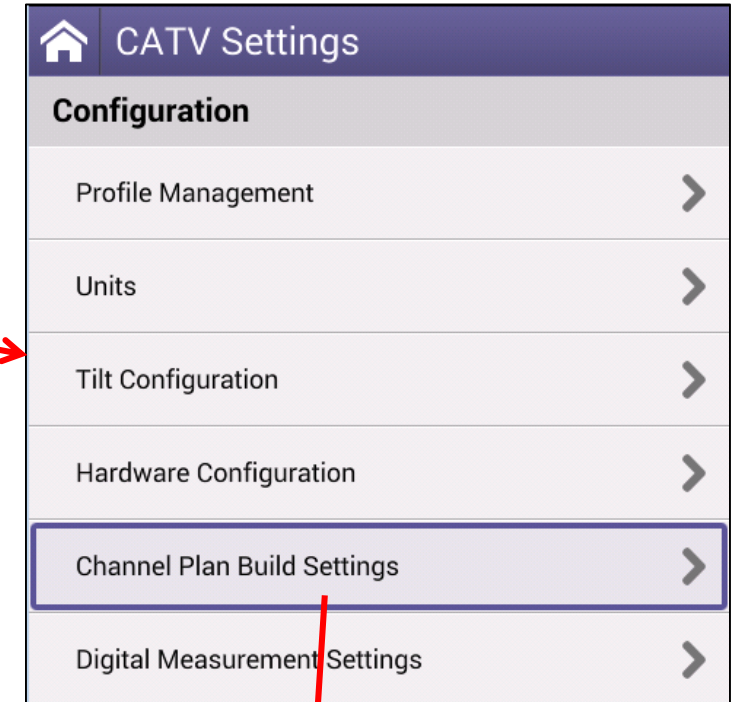 CATV Settings
Configuration
Profile Management
Units
Tilt Configuration
Hardware Configuration
Channel Plan Build Settings
Digital Measurement Settings